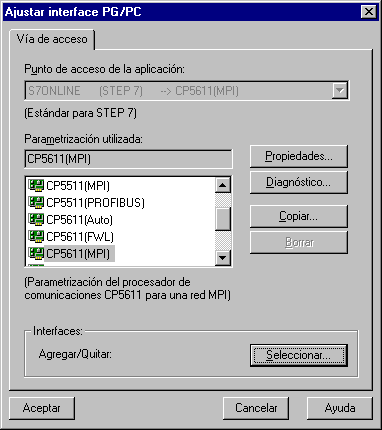 Ajustar interface PG/PC
Vía de acceso
Punto de acceso de la aplicación:
S7ONLINE (STEP 7) --> CP5611(MPI)
(Estándar para STEP 7)
Parametrización utilizada:
CP5611(MPI)
Propiedades...
CP5511(MPI)
Diagnóstico...
CP5511(PROFIBUS)
CP5611(Auto)
Copiar...
CP5611(FWL)
CP5611(MPI)
Borrar
(Parametrización del procesador de
comunicaciones CP5611 para una red MPI)
Interfaces:
Agregar/Quitar:
Seleccionar...
Aceptar
Cancelar
Ayuda